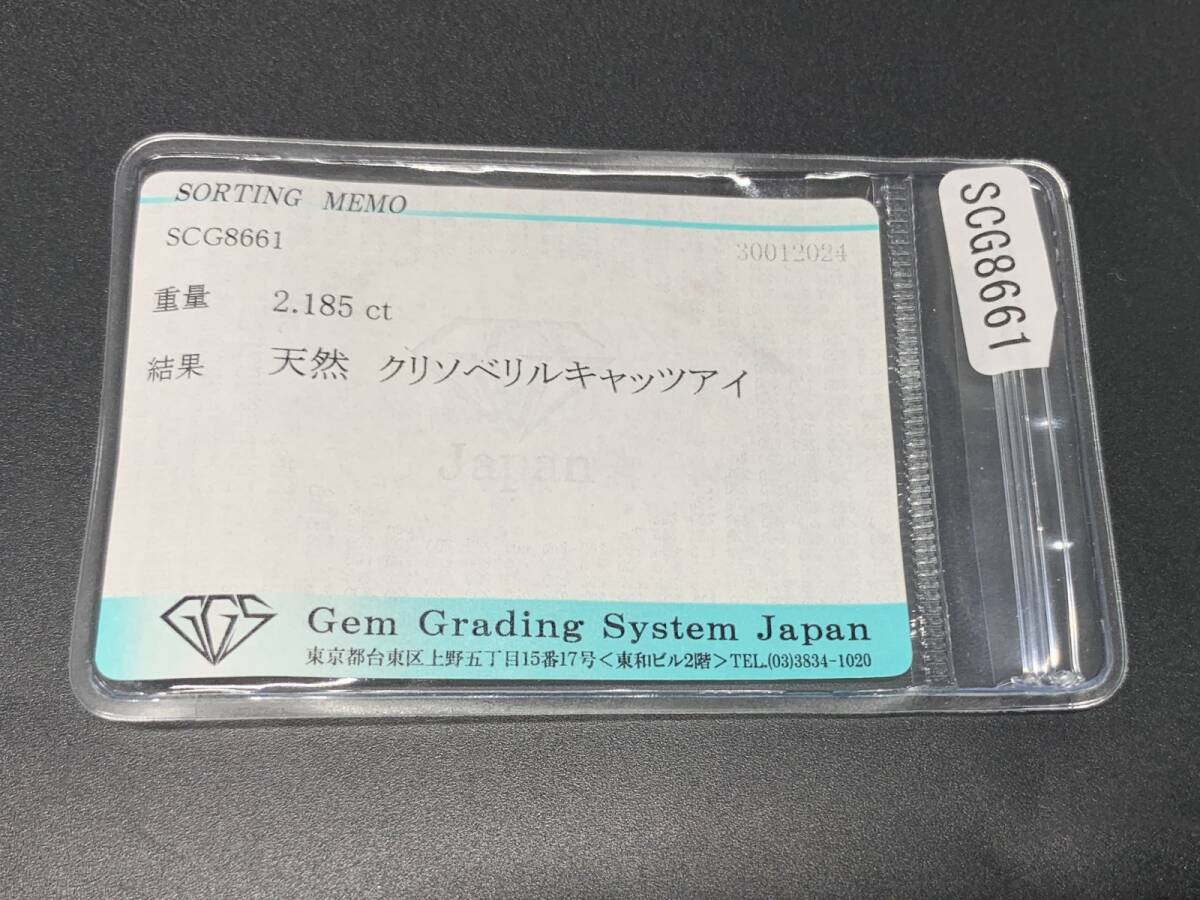 SORTING MEMO
SCG8661
30012024
重量 2.185 ct
結果 天然 クリソベリルキャッツアイ
Japan
GGS
Gem Grading System Japan
東京都台東区上野五丁目15番17号＜東和ビル2階＞TEL.(03)3834-1020
SCG8661